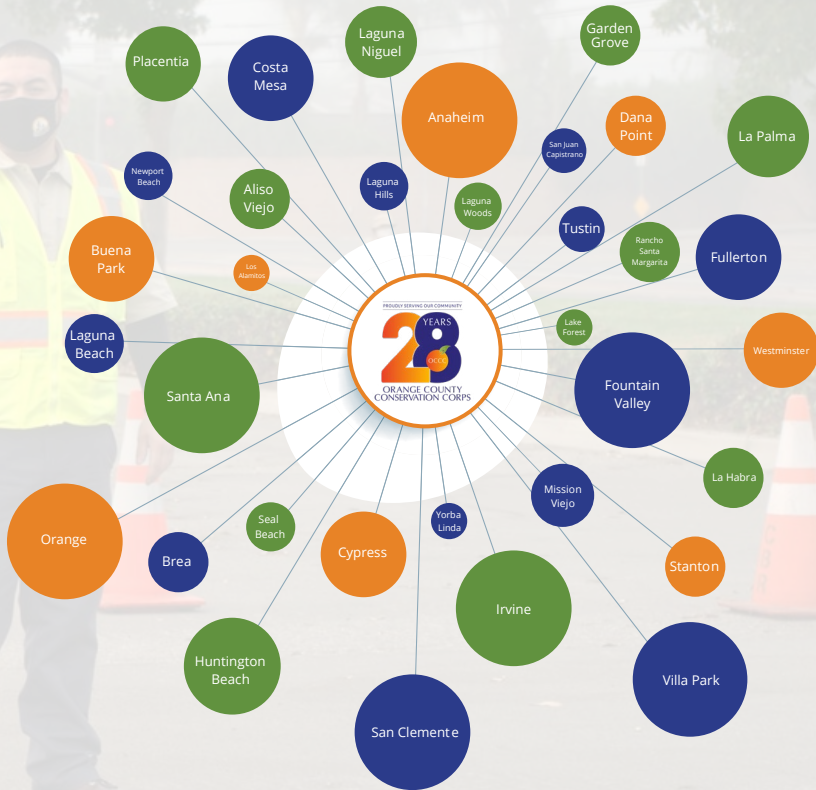 Garden
Grove
Laguna
Niguel
Placentia
Costa
Mesa
Anaheim
Dana
Point
La Palma
San Juan
Capistrano
Newport
Beach
Laguna
Hills
Aliso
Viejo
Laguna
Woods
Tustin
Rancho
Santa
Margarita
Fullerton
Buena
Park
Los
Alamitos
PROUDLY SERVING OUR COMMUNITY
28
YEARS
OCCC
ORANGE COUNTY
CONSERVATION CORPS
Lake
Forest
Laguna
Beach
Westminster
Santa Ana
Fountain
Valley
La Habra
Mission
Viejo
Seal
Beach
Yorba
Linda
Orange
Brea
Cypress
Stanton
Irvine
Huntington
Beach
Villa Park
San Clemente